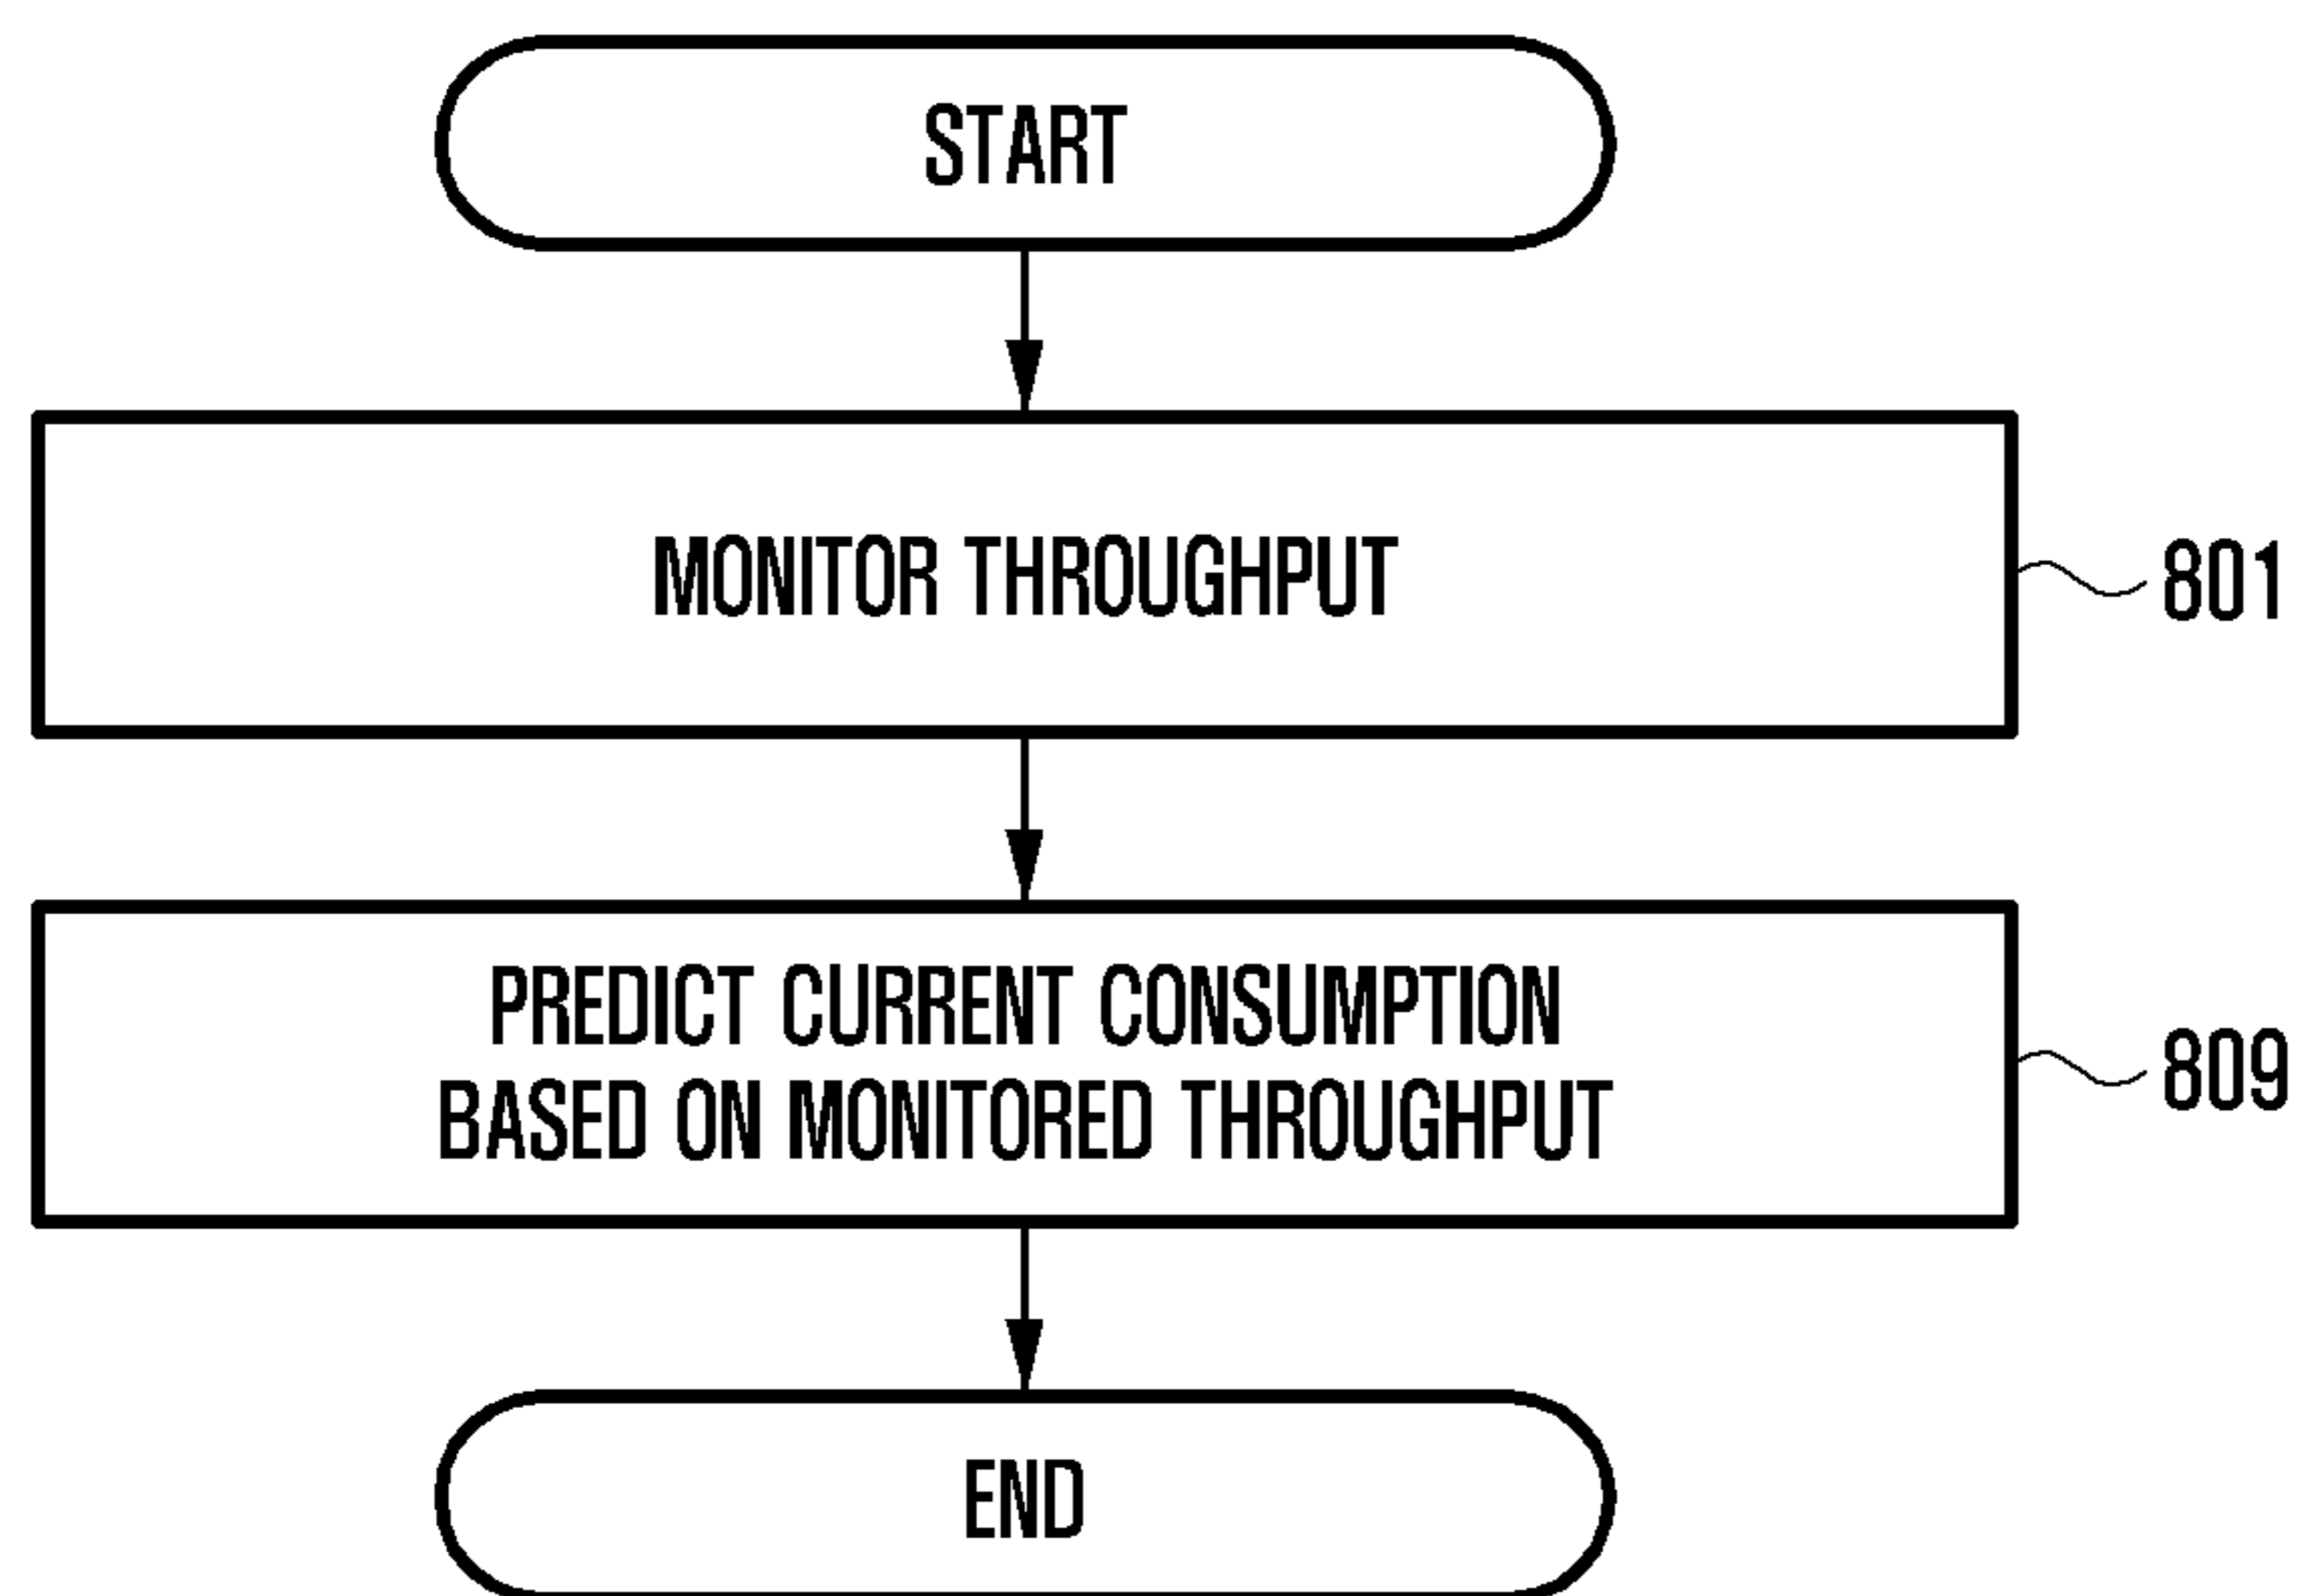 START
MONITOR THROUGHPUT
801
PREDICT CURRENT CONSUMPTION
BASED ON MONITORED THROUGHPUT
809
END